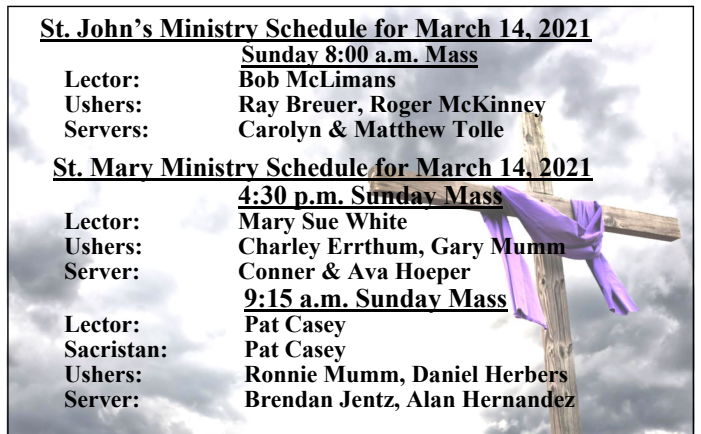 St. John's Ministry Schedule for March 14, 2021
Sunday 8:00 a.m. Mass
Lector: Bob McLimans
Ushers: Ray Breuer, Roger McKinney
Servers: Carolyn & Matthew Tolle
St. Mary Ministry Schedule for March 14, 2021
4:30 p.m. Sunday Mass
Lector: Mary Sue White
Ushers: Charley Errthum, Gary Mumm
Server: Conner & Ava Hoeper
9:15 a.m. Sunday Mass
Lector: Pat Casey
Sacristan: Pat Casey
Ushers: Ronnie Mumm, Daniel Herbers
Server: Brendan Jentz, Alan Hernandez